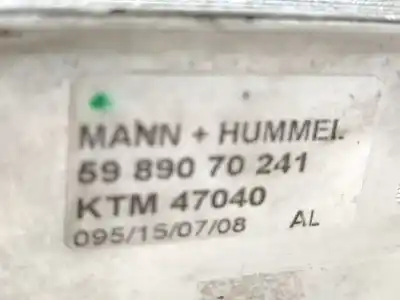 MANN + HUMMEL
59 890 70 241
KTM 47040
095/15/07/08 AL